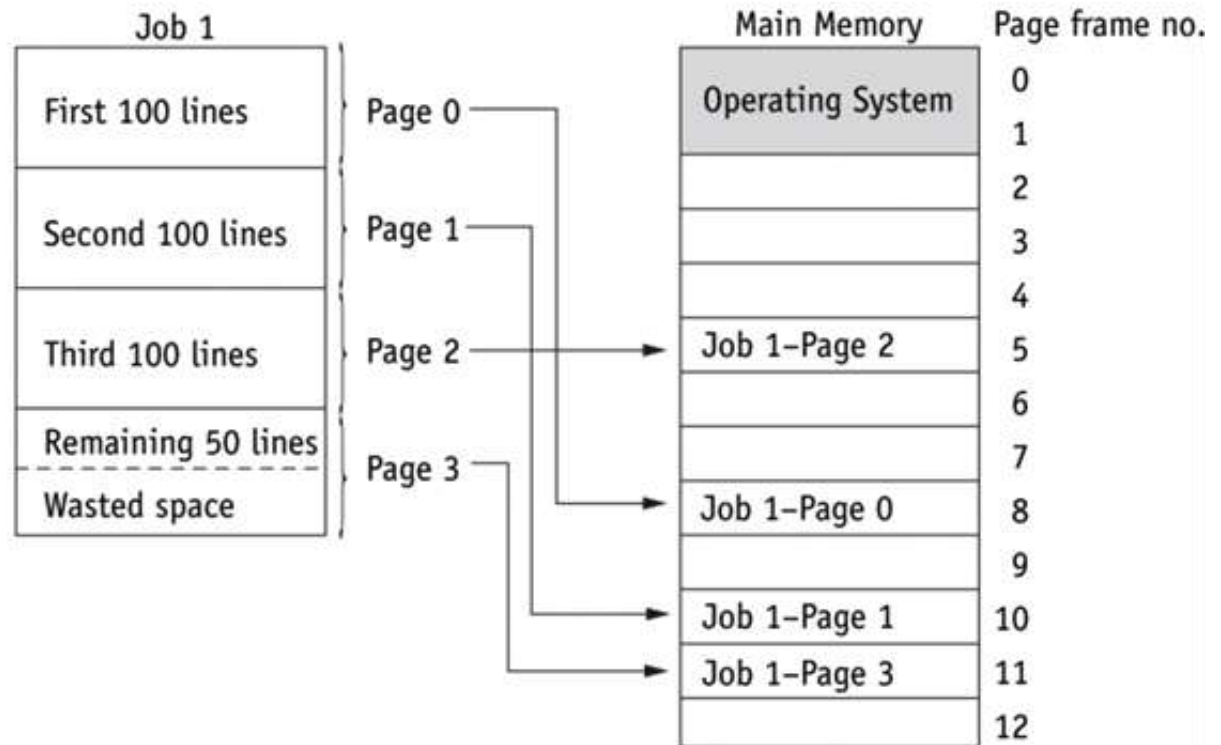 Job 1
First 100 lines
Second 100 lines
Third 100 lines
Remaining 50 lines
Wasted space
Page 0
Page 1
Page 2
Page 3
Main Memory
Page frame no.
Operating System
0
1
2
3
4
Job 1–Page 2
5
6
7
Job 1–Page 0
8
9
Job 1–Page 1
10
Job 1–Page 3
11
12